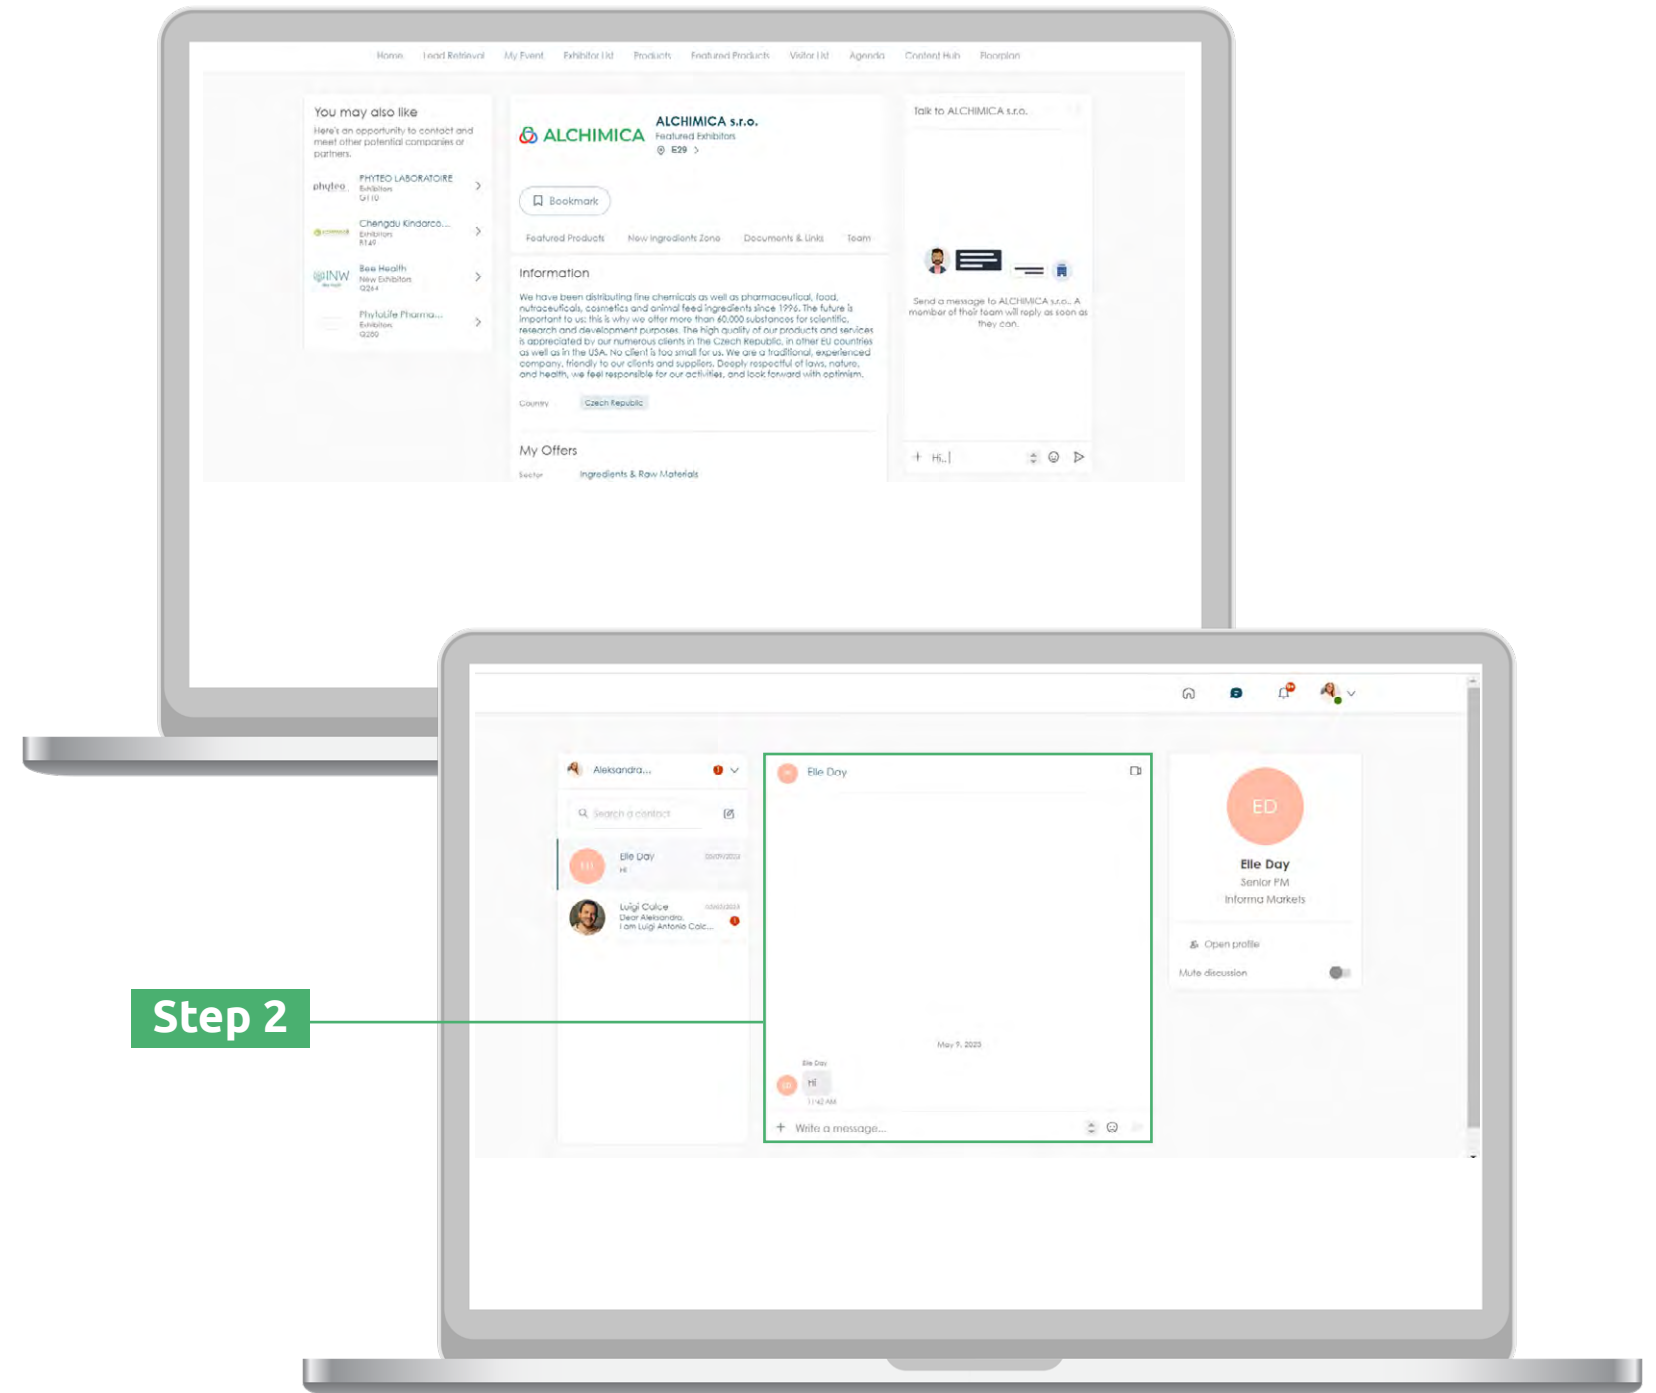 Home Lead Retrieval My Event Exhibitor List Products Featured Products Visitor List Agenda Content Hub Floorplan
You may also like
Here's an opportunity to contact and
meet other potential companies or
partners.
phyteo
PHYTEO LABORATOIRE
Exhibitors
G110
Chengdu Kindarco...
Exhibitors
INW
Bee Health
New Exhibitors
Q264
PhytoLife Pharma...
Exhibitors
Q280
ALCHIMICA
ALCHIMICA s.r.o.
Featured Exhibitors
E29
Bookmark
Featured Products New Ingredients Zone Documents & Links Team
Information
We have been distributing fine chemicals as well as pharmaceutical, food,
nutraceuticals, cosmetics and animal feed ingredients since 1996. The future is
important to us; this is why we offer more than 60,000 substances for scientific,
research and development purposes. The high quality of our products and services
is appreciated by our numerous clients in the Czech Republic, in other EU countries
as well as in the USA. No client is too small for us. We are a traditional, experienced
company, friendly to our clients and suppliers. Deeply respectful of laws, nature,
and health, we feel responsible for our activities, and look forward with optimism.
Country Czech Republic
My Offers
Sector Ingredients & Raw Materials
Talk to ALCHIMICA s.r.o.
Send a message to ALCHIMICA s.r.o.. A
member of their team will reply as soon as
they can.
Hi..
Aleksandra...
1
Search a contact
Elle Day
Hi
Luigi Calce
Dear Aleksandra,
I am Luigi Antonio Calc...
1
Elle Day
May 9, 2023
Elle Day
Hi
11:42 AM
Write a message...
ED
Elle Day
Senior PM
Informa Markets
Open profile
Mute discussion
Step 2